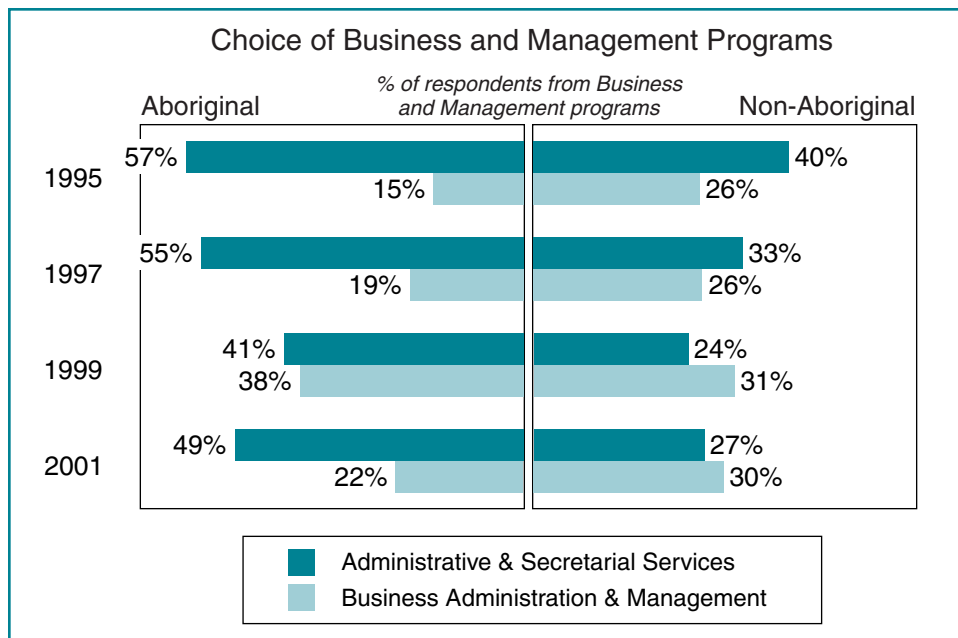 Choice of Business and Management Programs
% of respondents from Business
and Management programs
Aboriginal
Non-Aboriginal
1995
57%
15%
40%
26%
1997
55%
19%
33%
26%
1999
41%
38%
24%
31%
2001
49%
22%
27%
30%
Administrative & Secretarial Services
Business Administration & Management